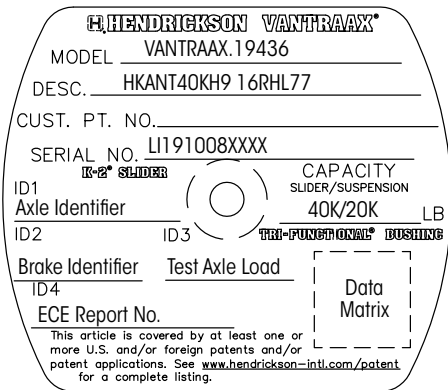 HENDRICKSON VANTRAAX®
MODEL VANTRAAX.19436
DESC. HKANT40KH9 16RHL77
CUST. PT. NO.
SERIAL NO. LI191008XXXX
K-2® SLIDER
CAPACITY
SLIDER/SUSPENSION
40K/20K LB
ID1
Axle Identifier
TRI-FUNCTIONAL® BUSHING
ID2 ID3
Brake Identifier Test Axle Load
Data
Matrix
ID4
ECE Report No.
This article is covered by at least one or
more U.S. and/or foreign patents and/or
patent applications. See www.hendrickson-intl.com/patent
for a complete listing.